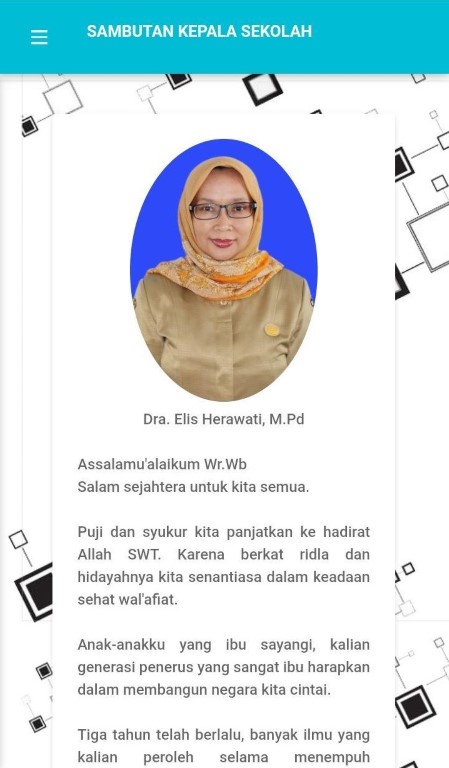 SAMBUTAN KEPALA SEKOLAH
Dra. Elis Herawati, M.Pd
Assalamu'alaikum Wr.Wb
Salam sejahtera untuk kita semua.
Puji dan syukur kita panjatkan ke hadirat
Allah SWT. Karena berkat ridla dan
hidayahnya kita senantiasa dalam keadaan
sehat wal'afiat.
Anak-anakku yang ibu sayangi, kalian
generasi penerus yang sangat ibu harapkan
dalam membangun negara kita cintai.
Tiga tahun telah berlalu, banyak ilmu yang
kalian peroleh selama menempuh